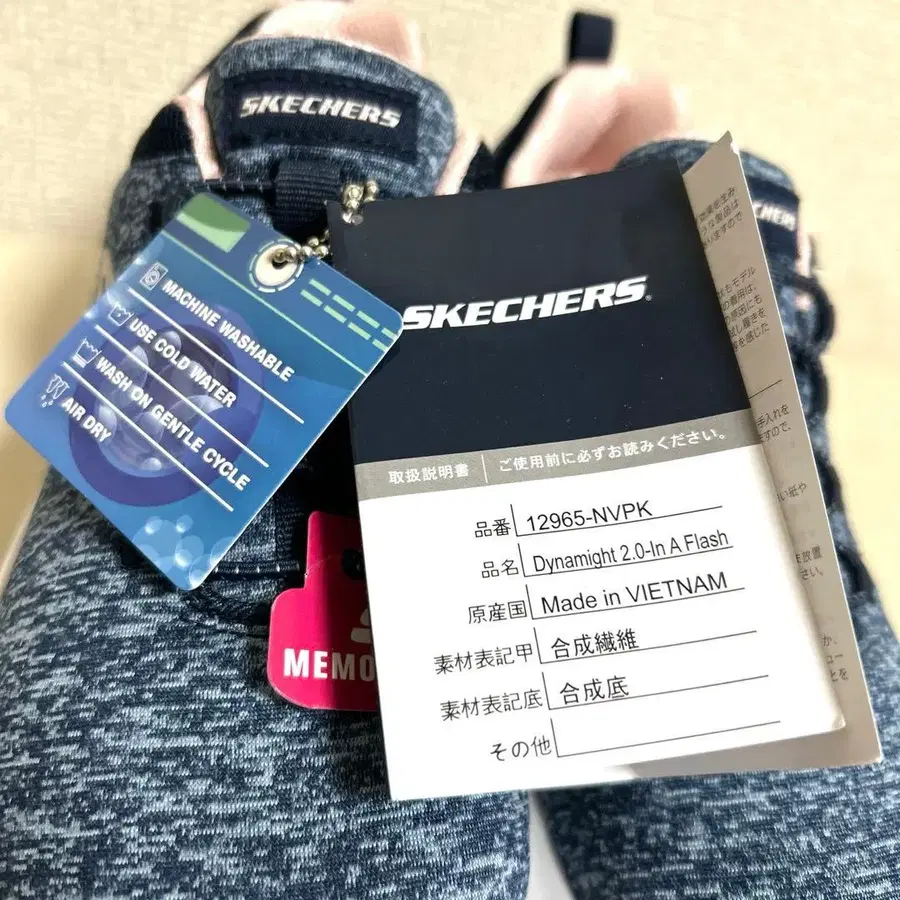 SKECHERS
CHERS
MACHINE WASHABLE
USE COLD WATER
WASH ON GENTLE CYCLE
AIR DRY
MEMO
SKECHERS
取扱説明書 ご使用前に必ずお読みください。
品番 12965-NVPK
品名 Dynamight 2.0-In A Flash
原産国 Made in VIETNAM
素材表記甲 合成繊維
素材表記底 合成底
その他